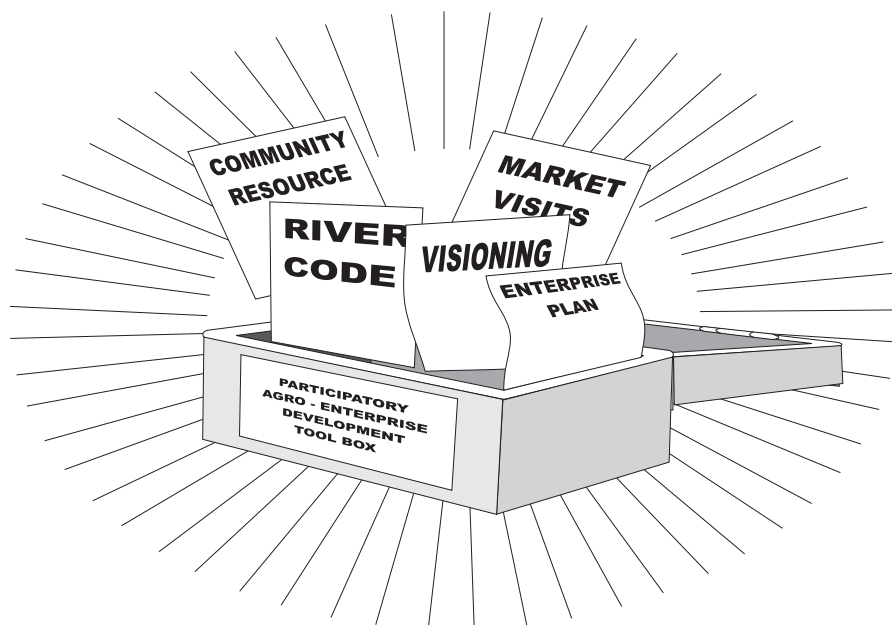 COMMUNITY
RESOURCE
MARKET
VISITS
RIVER
CODE
VISIONING
ENTERPRISE
PLAN
PARTICIPATORY
AGRO - ENTERPRISE
DEVELOPMENT
TOOL BOX